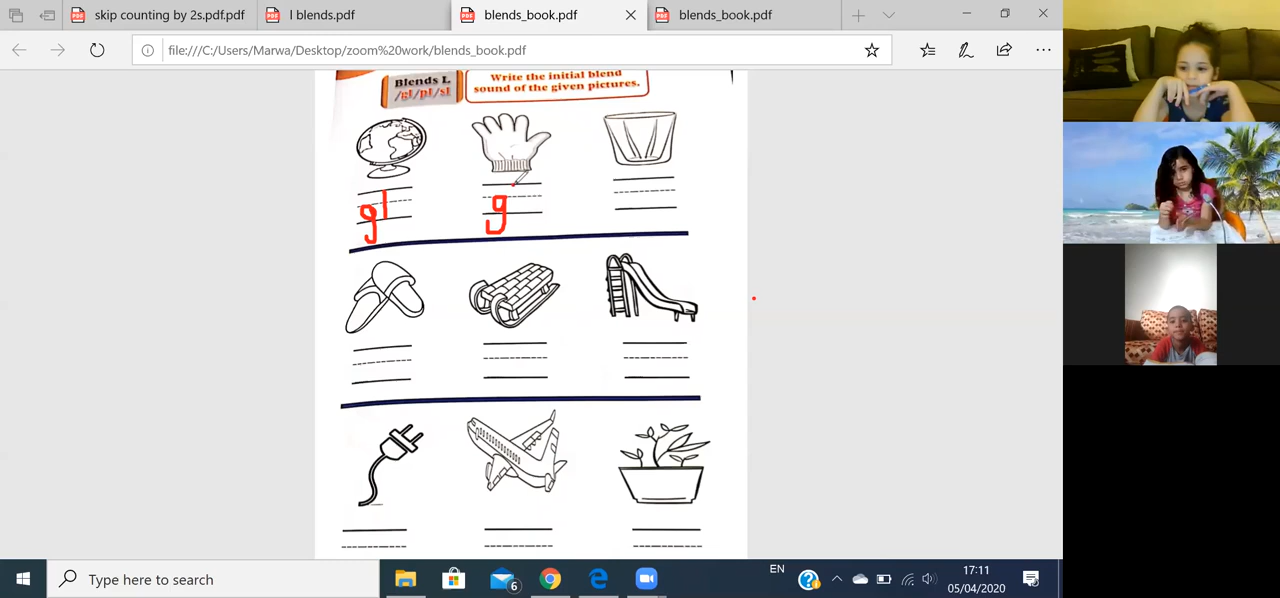 skip counting by 2s.pdf.pdf
l blends.pdf
blends_book.pdf
blends_book.pdf
file:///C:/Users/Marwa/Desktop/zoom%20work/blends_book.pdf
Blends L
/gl/pl/sl
Write the initial blend
sound of the given pictures.
gl
g
Type here to search
6
EN
17:11
05/04/2020